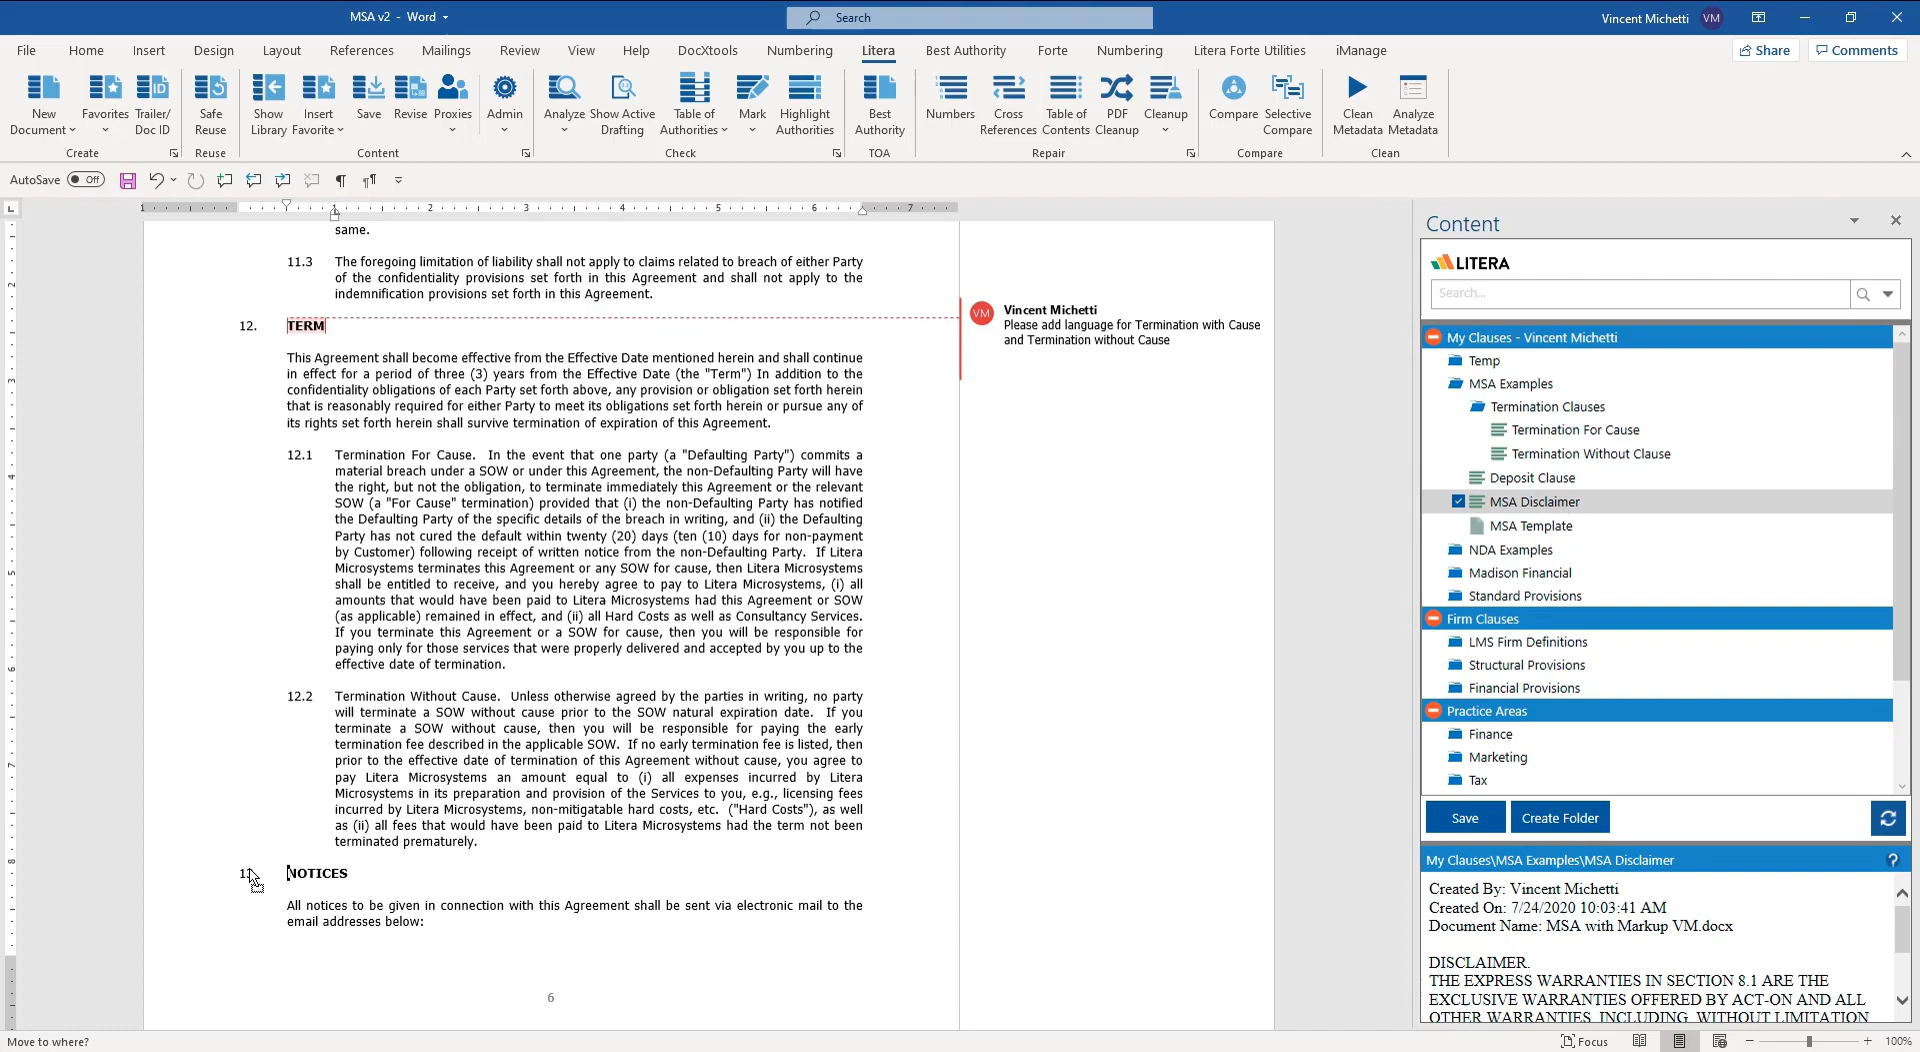 MSA v2 - Word
Search
Vincent Michetti VM
File Home Insert Design Layout References Mailings Review View Help DocXtools Numbering Litera Best Authority Forte Numbering Litera Forte Utilities iManage Share Comments
New Document
Favorites
Trailer/ Doc ID
Safe Reuse
Show Library
Insert Favorite
Save
Revise
Proxies
Admin
Analyze
Show Active Drafting
Table of Authorities
Mark
Highlight Authorities
Best Authority
Numbers
Cross References
Table of Contents
PDF Cleanup
Cleanup
Compare
Selective Compare
Clean Metadata
Analyze Metadata
Create Reuse Content Check TOA Repair Compare Clean
AutoSave Off
1 1 2 3 4 5 6 7
same.
11.3 The foregoing limitation of liability shall not apply to claims related to breach of either Party
of the confidentiality provisions set forth in this Agreement and shall not apply to the
indemnification provisions set forth in this Agreement.
12. TERM
This Agreement shall become effective from the Effective Date mentioned herein and shall continue
in effect for a period of three (3) years from the Effective Date (the "Term") In addition to the
confidentiality obligations of each Party set forth above, any provision or obligation set forth herein
that is reasonably required for either Party to meet its obligations set forth herein or pursue any of
its rights set forth herein shall survive termination of expiration of this Agreement.
12.1 Termination For Cause. In the event that one party (a "Defaulting Party") commits a
material breach under a SOW or under this Agreement, the non-Defaulting Party will have
the right, but not the obligation, to terminate immediately this Agreement or the relevant
SOW (a "For Cause" termination) provided that (i) the non-Defaulting Party has notified
the Defaulting Party of the specific details of the breach in writing, and (ii) the Defaulting
Party has not cured the default within twenty (20) days (ten (10) days for non-payment
by Customer) following receipt of written notice from the non-Defaulting Party. If Litera
Microsystems terminates this Agreement or any SOW for cause, then Litera Microsystems
shall be entitled to receive, and you hereby agree to pay to Litera Microsystems, (i) all
amounts that would have been paid to Litera Microsystems had this Agreement or SOW
(as applicable) remained in effect, and (ii) all Hard Costs as well as Consultancy Services.
If you terminate this Agreement or a SOW for cause, then you will be responsible for
paying only for those services that were properly delivered and accepted by you up to the
effective date of termination.
12.2 Termination Without Cause. Unless otherwise agreed by the parties in writing, no party
will terminate a SOW without cause prior to the SOW natural expiration date. If you
terminate a SOW without cause, then you will be responsible for paying the early
termination fee described in the applicable SOW. If no early termination fee is listed, then
prior to the effective date of termination of this Agreement without cause, you agree to
pay Litera Microsystems an amount equal to (i) all expenses incurred by Litera
Microsystems in its preparation and provision of the Services to you, e.g., licensing fees
incurred by Litera Microsystems, non-mitigatable hard costs, etc. ("Hard Costs"), as well
as (ii) all fees that would have been paid to Litera Microsystems had the term not been
terminated prematurely.
NOTICES
All notices to be given in connection with this Agreement shall be sent via electronic mail to the
email addresses below:
6
VM Vincent Michetti
Please add language for Termination with Cause
and Termination without Cause
Content
LITERA
Search...
My Clauses - Vincent Michetti
Temp
MSA Examples
Termination Clauses
Termination For Cause
Termination Without Clause
Deposit Clause
MSA Disclaimer
MSA Template
NDA Examples
Madison Financial
Standard Provisions
Firm Clauses
LMS Firm Definitions
Structural Provisions
Financial Provisions
Practice Areas
Finance
Marketing
Tax
Save Create Folder
My Clauses\MSA Examples\MSA Disclaimer ?
Created By: Vincent Michetti
Created On: 7/24/2020 10:03:41 AM
Document Name: MSA with Markup VM.docx
DISCLAIMER.
THE EXPRESS WARRANTIES IN SECTION 8.1 ARE THE
EXCLUSIVE WARRANTIES OFFERED BY ACT-ON AND ALL
OTHER WARRANTIES, INCLUDING, WITHOUT LIMITATION
Move to where?
Focus 100%